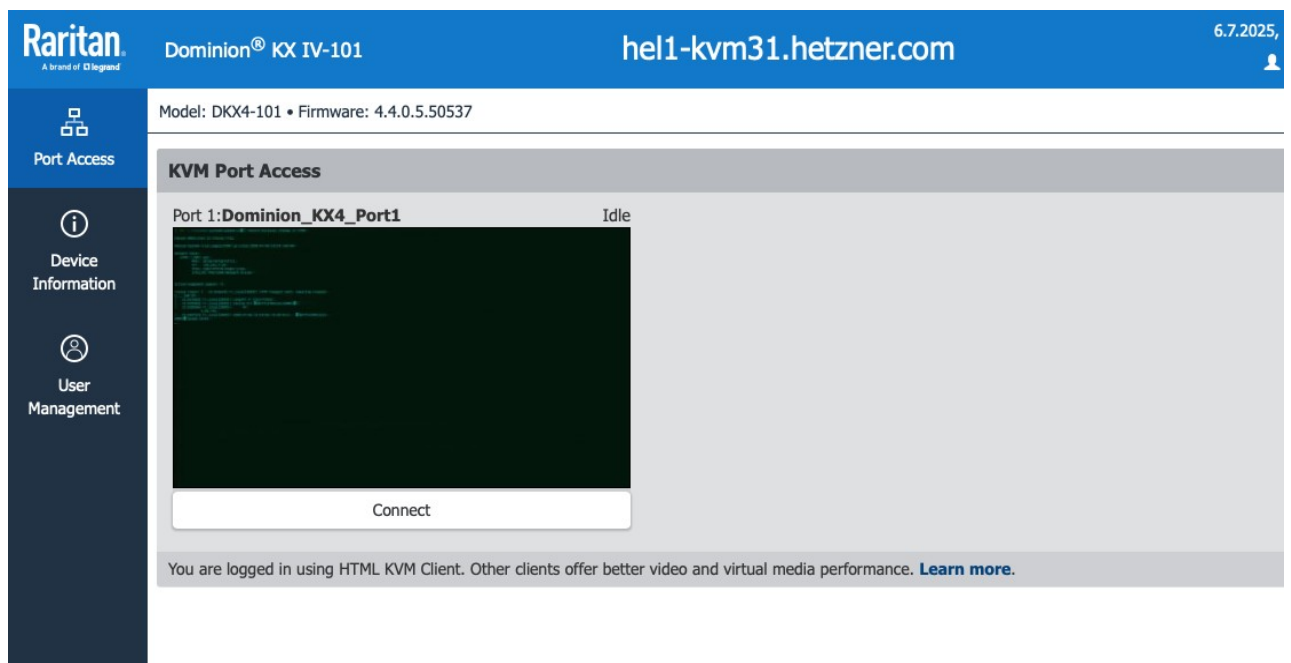 Raritan.
A brand of legrand
Dominion® KX IV-101
hel1-kvm31.hetzner.com
6.7.2025,
Port Access
Device
Information
User
Management
Model: DKX4-101 • Firmware: 4.4.0.5.50537
KVM Port Access
Port 1:Dominion_KX4_Port1 Idle
Connect
You are logged in using HTML KVM Client. Other clients offer better video and virtual media performance. Learn more.